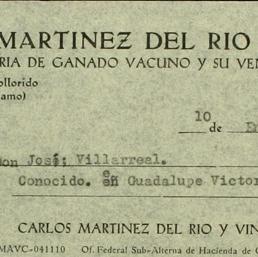 MARTINEZ DEL RIO
RIA DE GANADO VACUNO Y SU VEN
ollorido
amo)
10
de
on José; Villarreal.
Conocido. en Guadalupe Victor
CARLOS MARTINEZ DEL RIO Y VIN
MAVC-041110 Of. Federal Sub-Alterna de Hacienda de